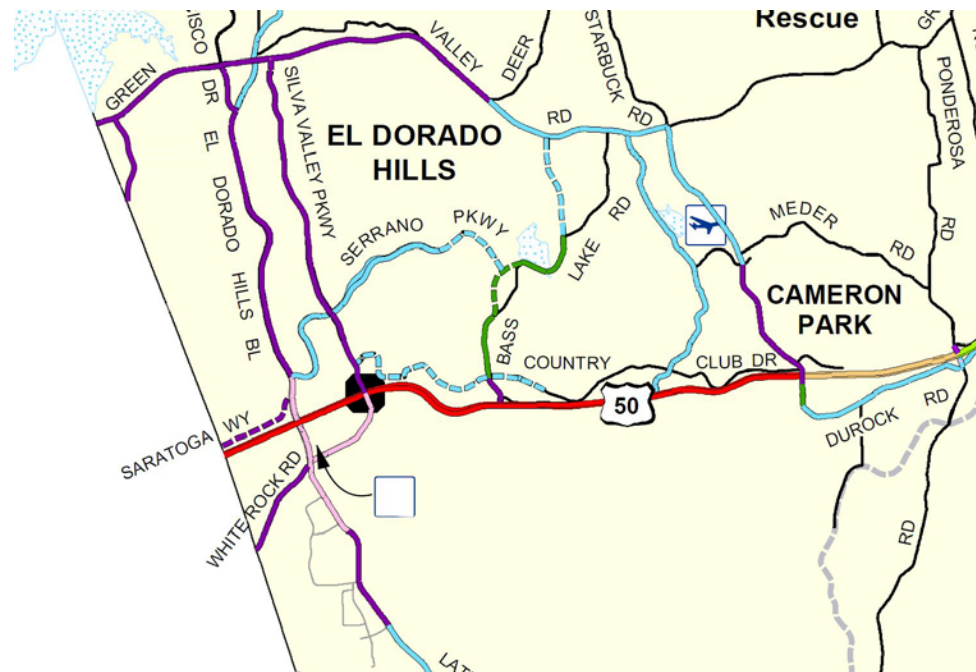 Rescue
GREEN
VALLEY
RD
DEER
STARBUCK
RD
GR
PONDEROSA
RD
CISCO
DR
EL
DORADO
HILLS
BL
SILVA VALLEY PKWY
EL DORADO
HILLS
SERRANO
PKWY
BASS
LAKE
RD
MEDER
RD
CAMERON
PARK
COUNTRY
CLUB DR
50
DUROCK
RD
SARATOGA
WY
WHITE ROCK RD
RD
LAT